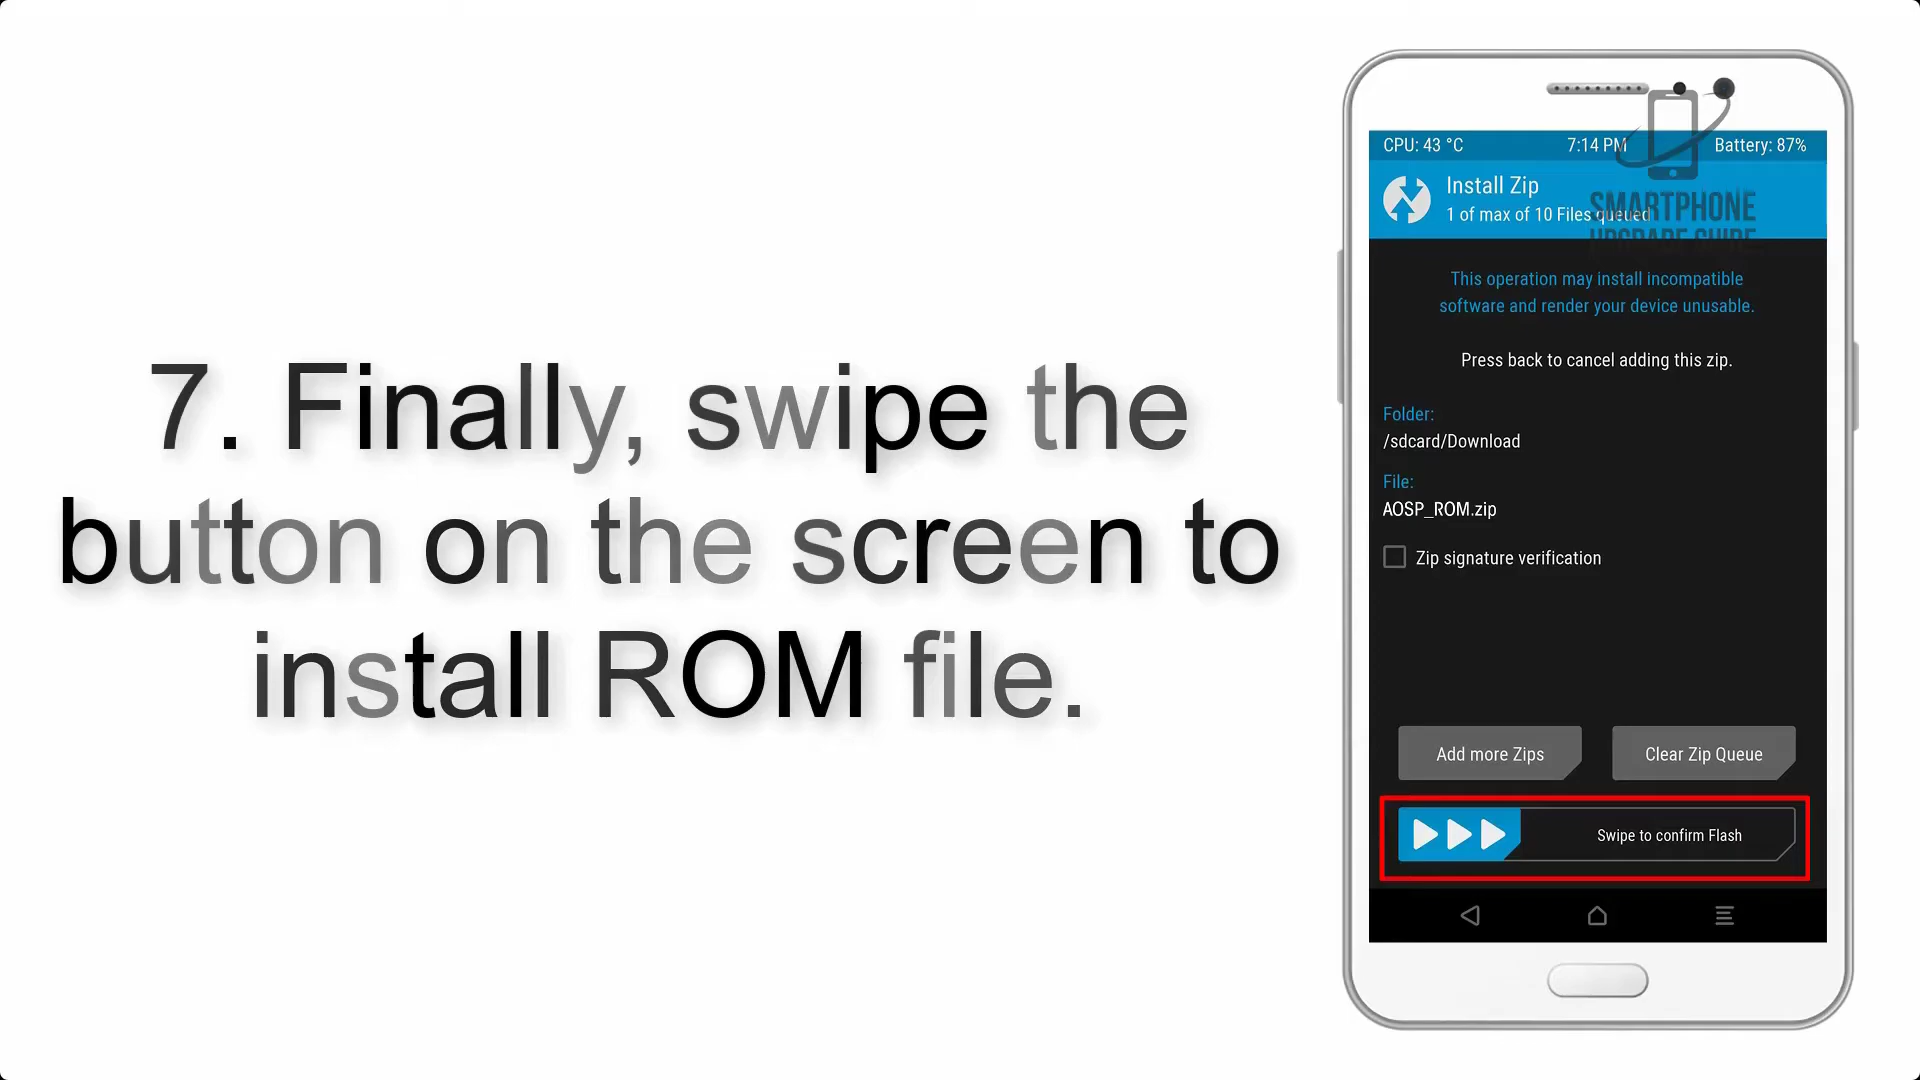 7. Finally, swipe the
button on the screen to
install ROM file.
CPU: 43 °C 7:14 PM Battery: 87%
Install Zip
1 of max of 10 Files queued
SMARTPHONE
UPGRADE GUIDE
This operation may install incompatible
software and render your device unusable.
Press back to cancel adding this zip.
Folder:
/sdcard/Download
File:
AOSP_ROM.zip
Zip signature verification
Add more Zips Clear Zip Queue
Swipe to confirm Flash